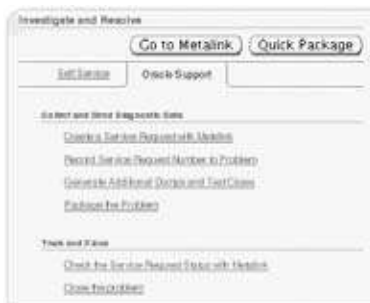 Investigate and Resolve
Go to Metalink Quick Package
Self Service Oracle Support
Collect and Send Diagnostic Data
Create a Service Request with Metalink
Record Service Request Number to Problem
Generate Additional Dumps and Test Cases
Package the Problem
Track and Close
Check the Service Request Status with Metalink
Close the problem